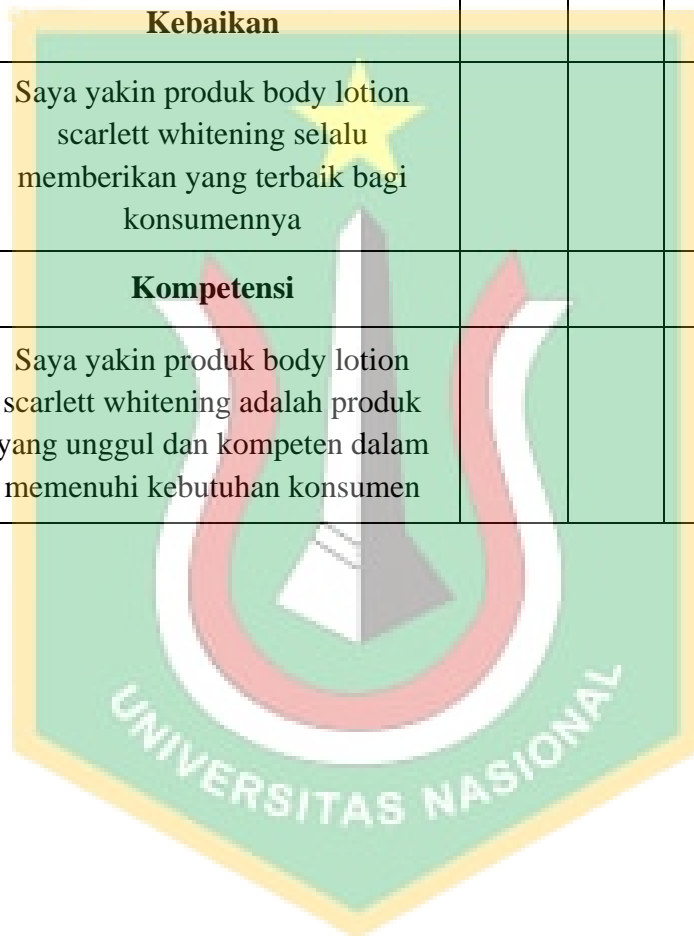 Kebaikan
Saya yakin produk body lotion
scarlett whitening selalu
memberikan yang terbaik bagi
konsumennya
Kompetensi
Saya yakin produk body lotion
scarlett whitening adalah produk
yang unggul dan kompeten dalam
memenuhi kebutuhan konsumen
UNIVERSITAS NASIONAL